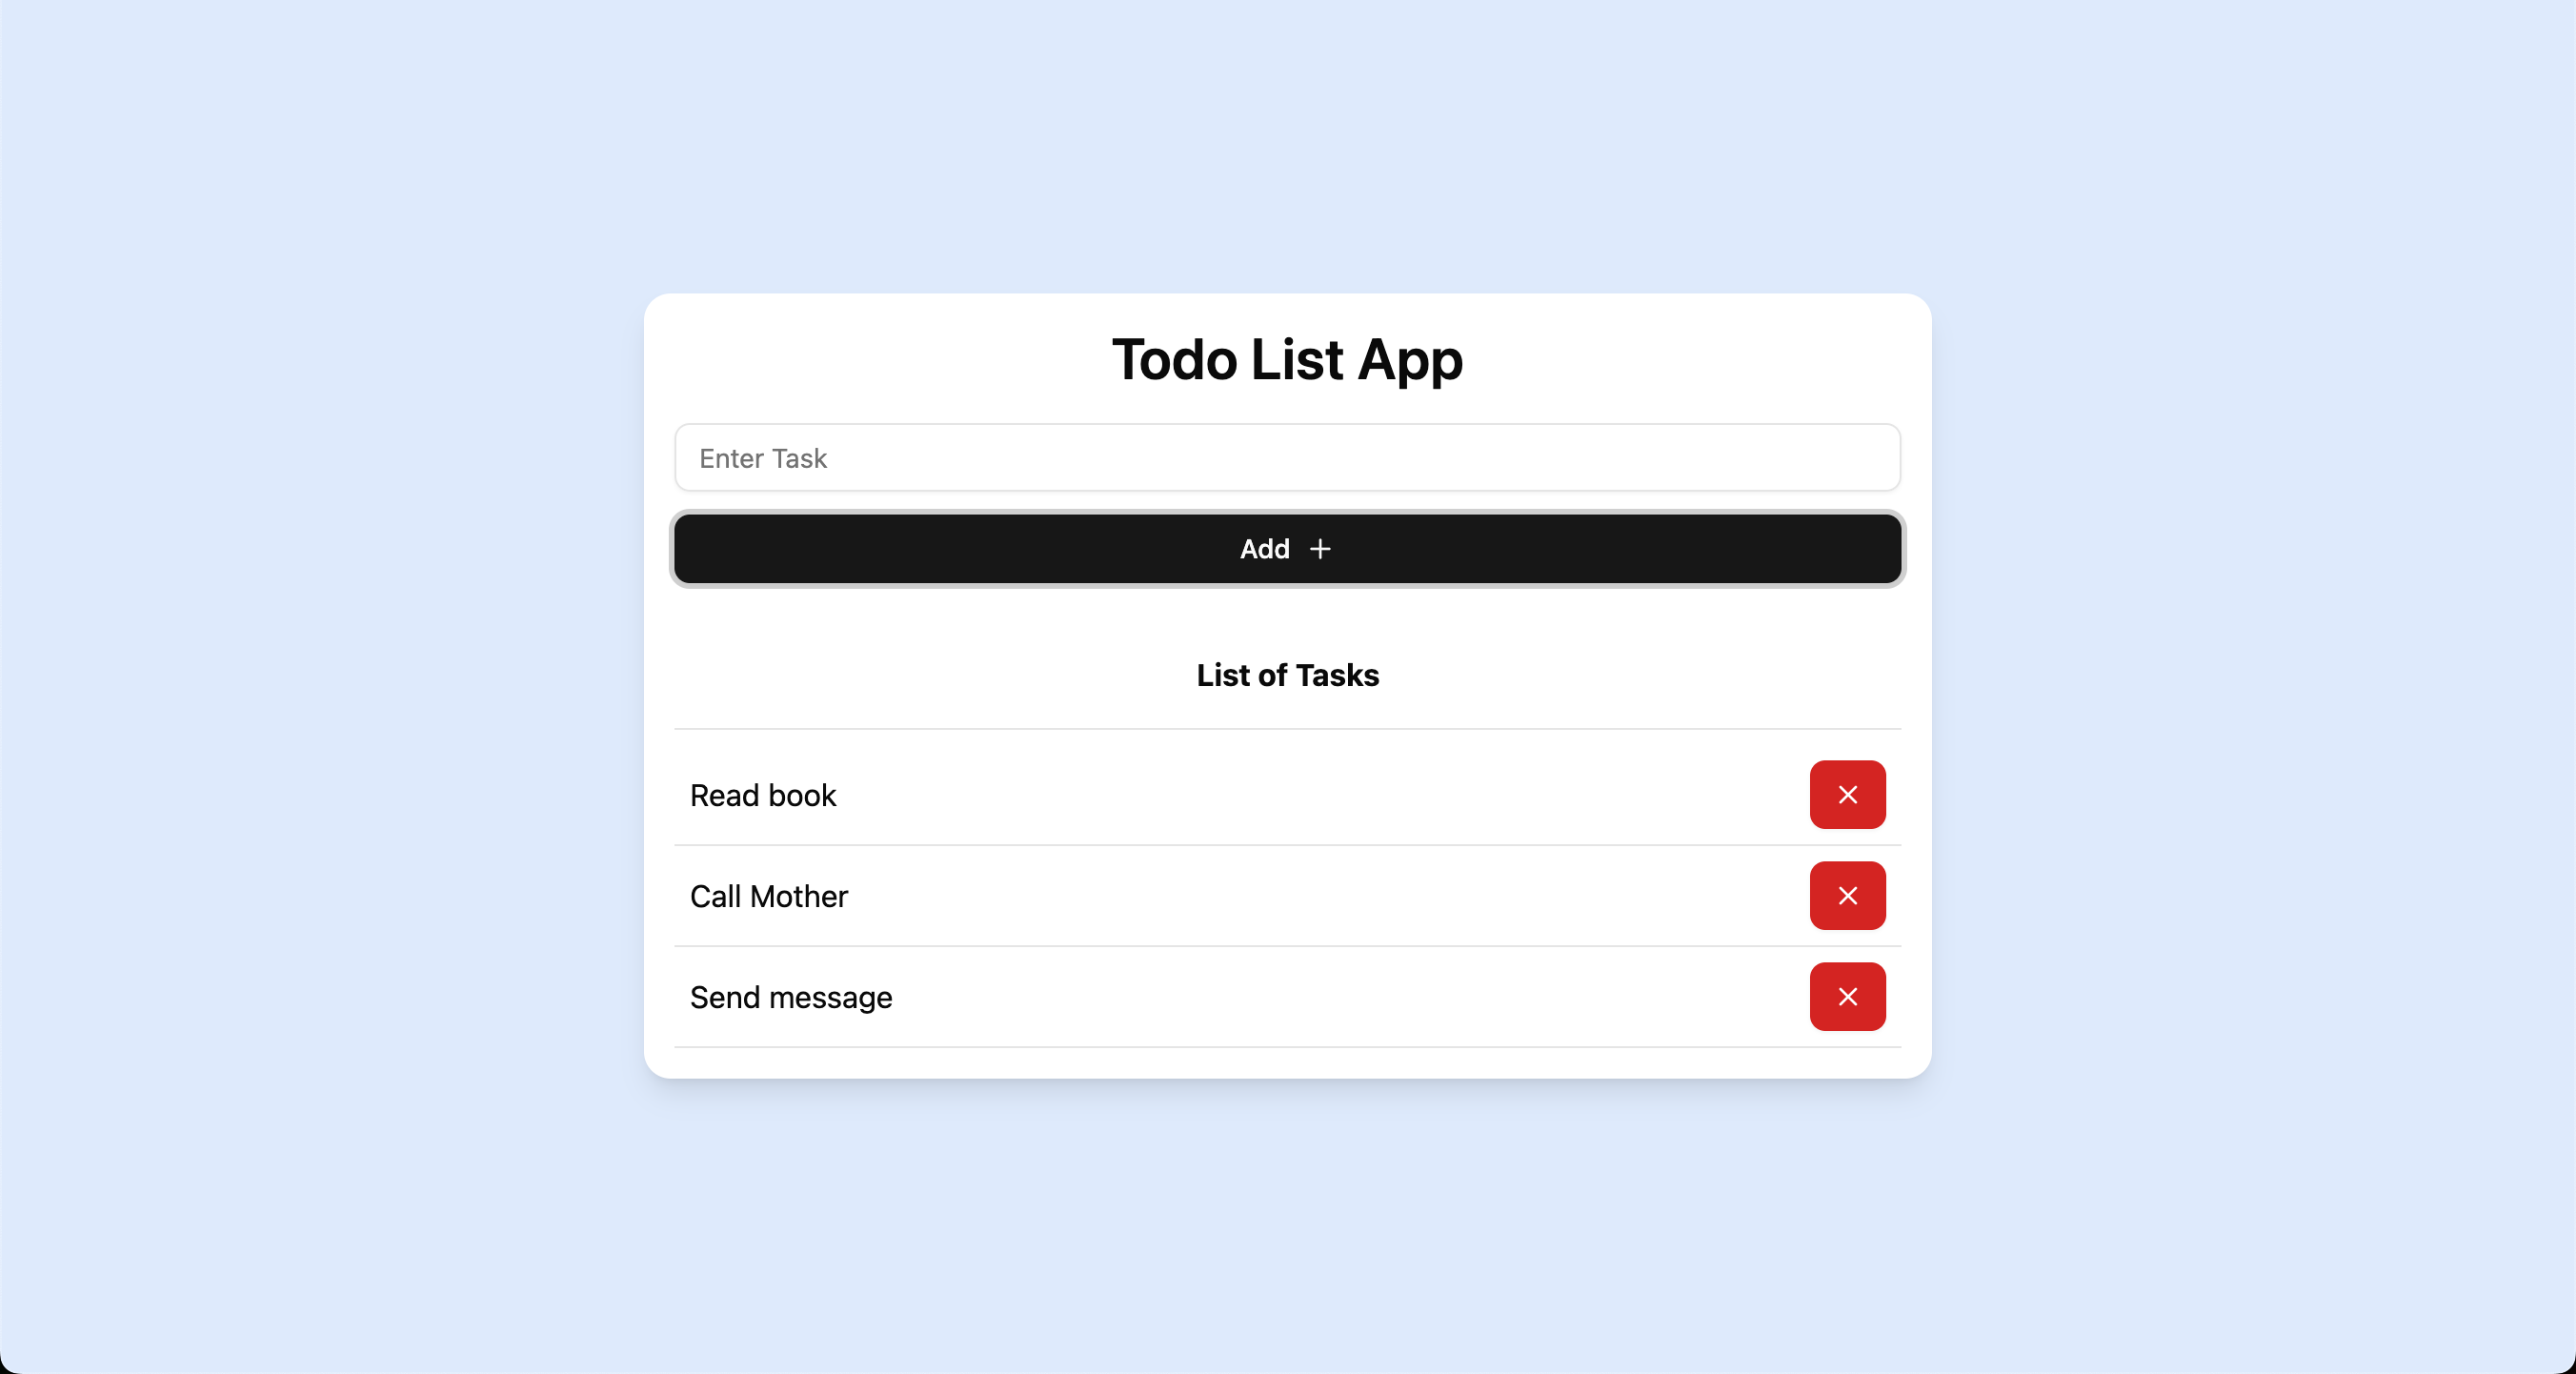 Todo List App
Enter Task
Add +
List of Tasks
Read book
Call Mother
Send message